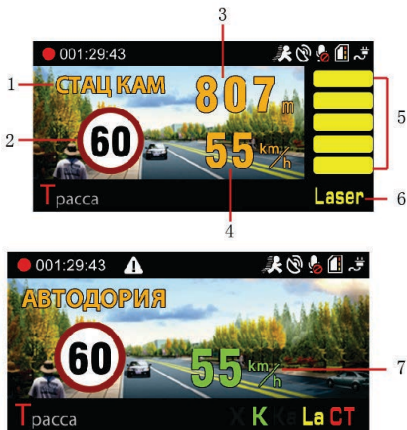 3
001:29:43
1 СТАЦ КАМ 807 m
2 60 55 km/h
5
Трасса Laser 6
4
001:29:43
АВТОДОРИЯ
60 55 km/h 7
Трасса X K Ka La CT